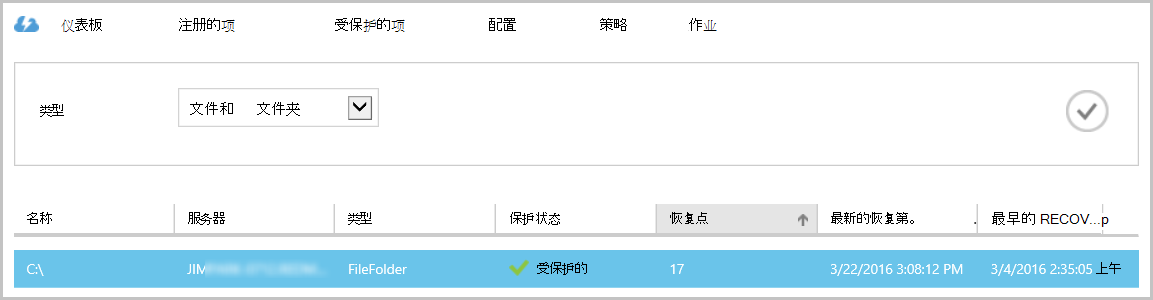 仪表板 注册的项 受保护的项 配置 策略 作业
类型 文件和 文件夹
名称 服务器 类型 保护状态 恢复点 最新的恢复第。 . 最早的 RECOV...p
C:\ JIM FileFolder 受保护的 17 3/22/2016 3:08:12 PM 3/4/2016 2:35:05 上午